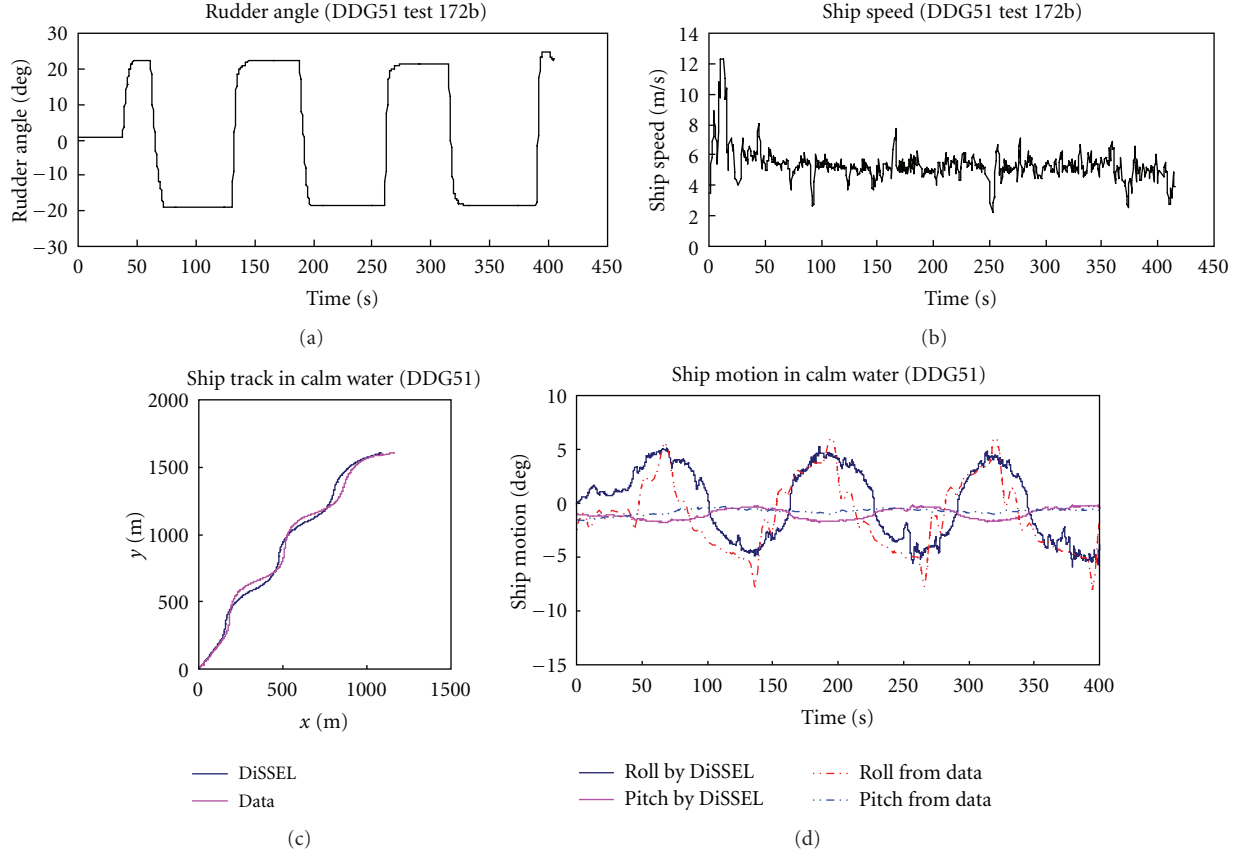 Rudder angle (DDG51 test 172b)
30
20
10
0
−10
−20
−30
Rudder angle (deg)
0 50 100 150 200 250 300 350 400 450
Time (s)
(a)
Ship speed (DDG51 test 172b)
14
12
10
8
6
4
2
0
Ship speed (m/s)
0 50 100 150 200 250 300 350 400 450
Time (s)
(b)
Ship track in calm water (DDG51)
2000
1500
1000
500
0
y (m)
0 500 1000 1500
x (m)
DiSSEL
Data
(c)
Ship motion in calm water (DDG51)
10
5
0
−5
−10
−15
Ship motion (deg)
0 50 100 150 200 250 300 350 400
Time (s)
Roll by DiSSEL
Pitch by DiSSEL
Roll from data
Pitch from data
(d)